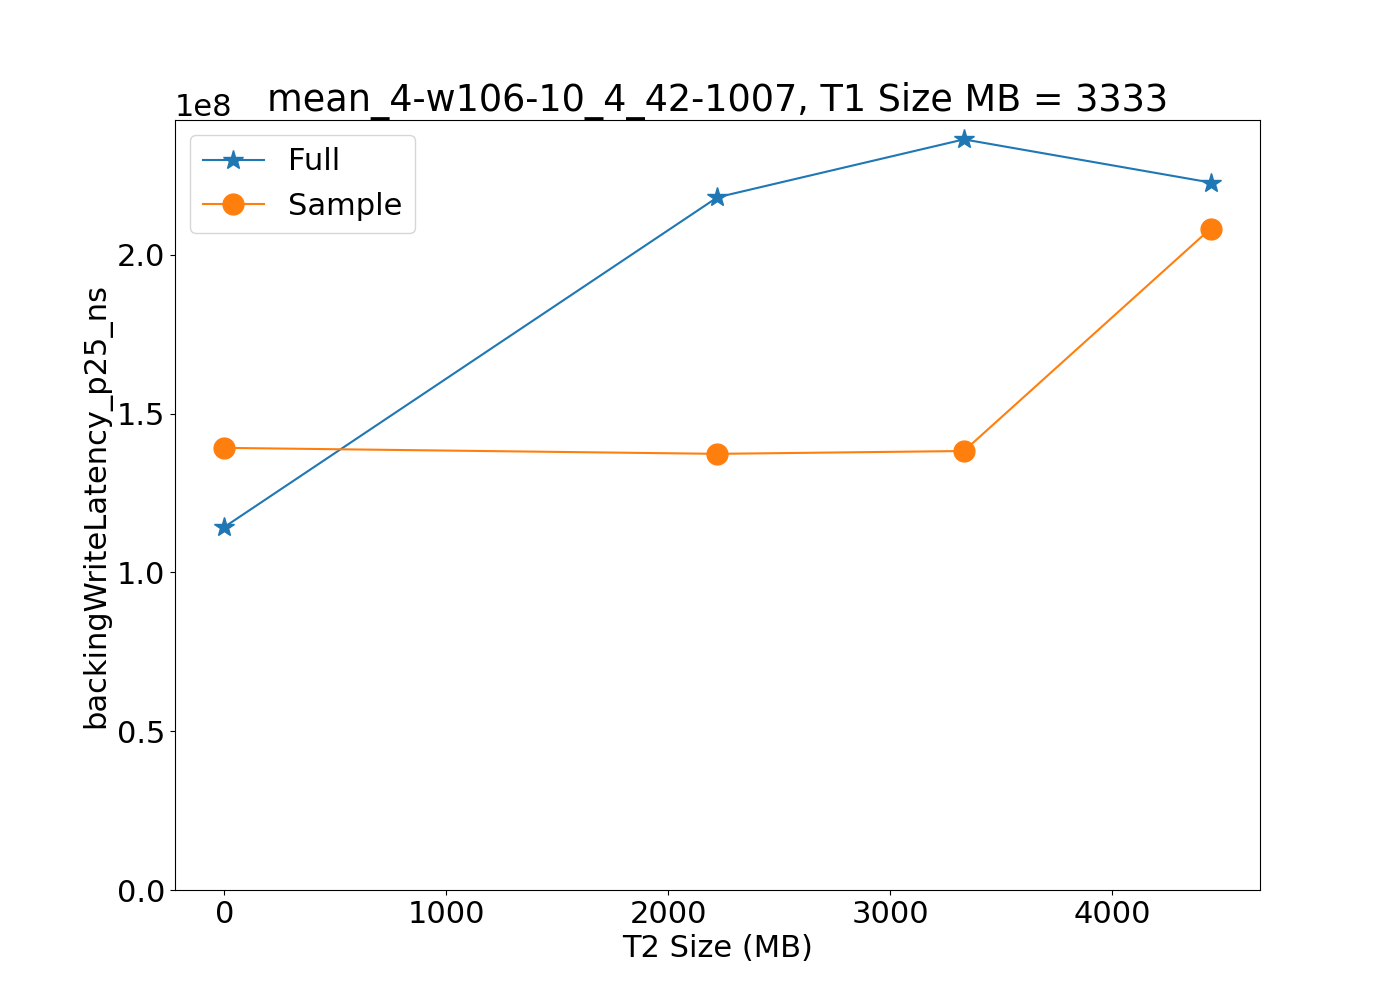 mean_4-w106-10_4_42-1007, T1 Size MB = 3333
1e8
Full
Sample
backingWriteLatency_p25_ns
2.0
1.5
1.0
0.5
0.0
0 1000 2000 3000 4000
T2 Size (MB)